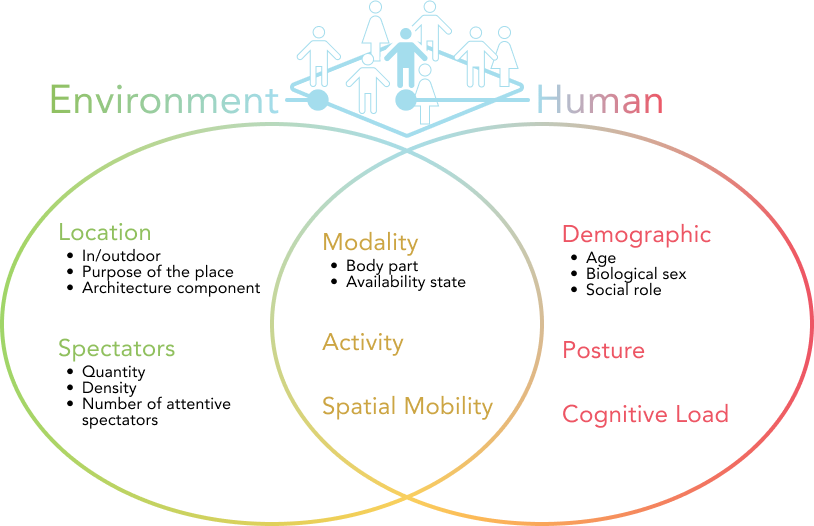 Environment
Human
Location
• In/outdoor
• Purpose of the place
• Architecture component
Spectators
• Quantity
• Density
• Number of attentive
spectators
Modality
• Body part
• Availability state
Activity
Spatial Mobility
Demographic
• Age
• Biological sex
• Social role
Posture
Cognitive Load